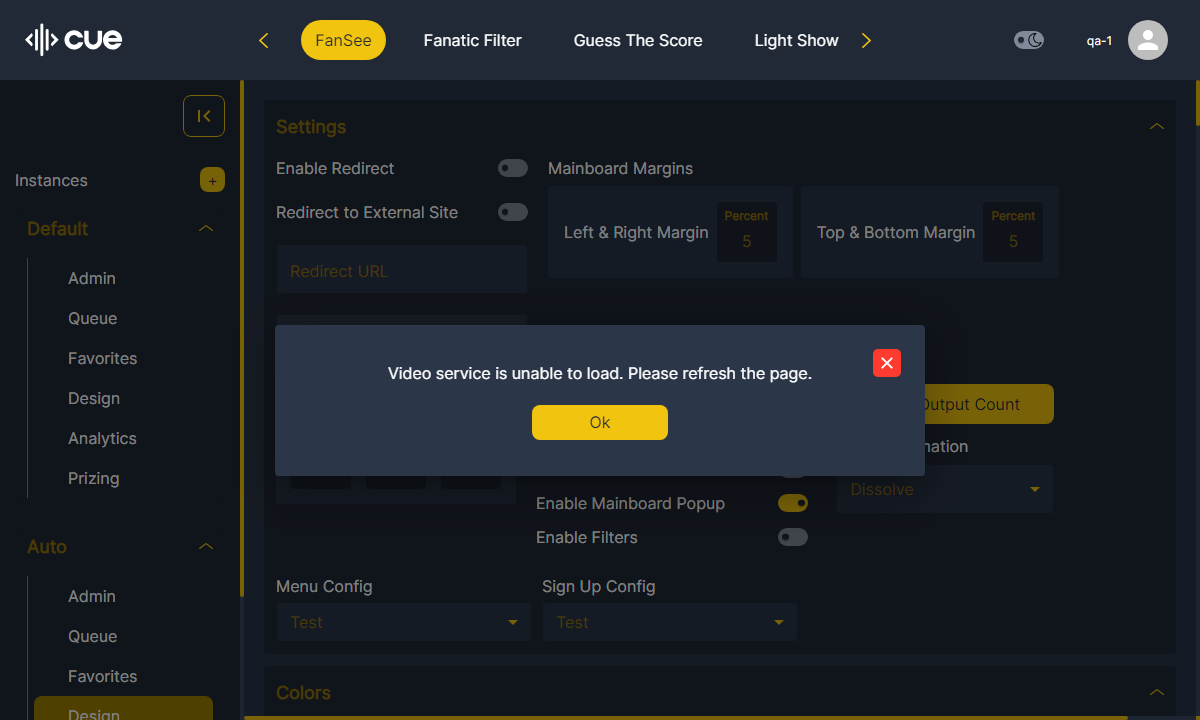 cue
FanSee
Fanatic Filter
Guess The Score
Light Show
qa-1
Instances
+
Default
Admin
Queue
Favorites
Design
Analytics
Prizing
Auto
Admin
Queue
Favorites
Design
Settings
Enable Redirect
Redirect to External Site
Redirect URL
Mainboard Margins
Left & Right Margin
Percent
5
Top & Bottom Margin
Percent
5
Video service is unable to load. Please refresh the page.
Ok
Output Count
Dissolve
Enable Mainboard Popup
Enable Filters
Menu Config
Test
Sign Up Config
Test
Colors